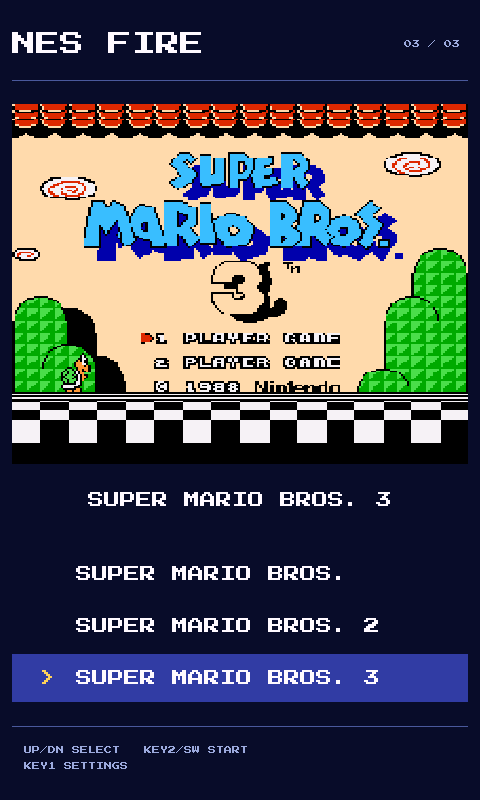 NES FIRE
03 / 03
SUPER
MARIO BROS.
3
TM
1 PLAYER GAME
2 PLAYER GAME
© 1988 Nintendo
SUPER MARIO BROS. 3
SUPER MARIO BROS.
SUPER MARIO BROS. 2
> SUPER MARIO BROS. 3
UP/DN SELECT KEY2/SW START
KEY1 SETTINGS